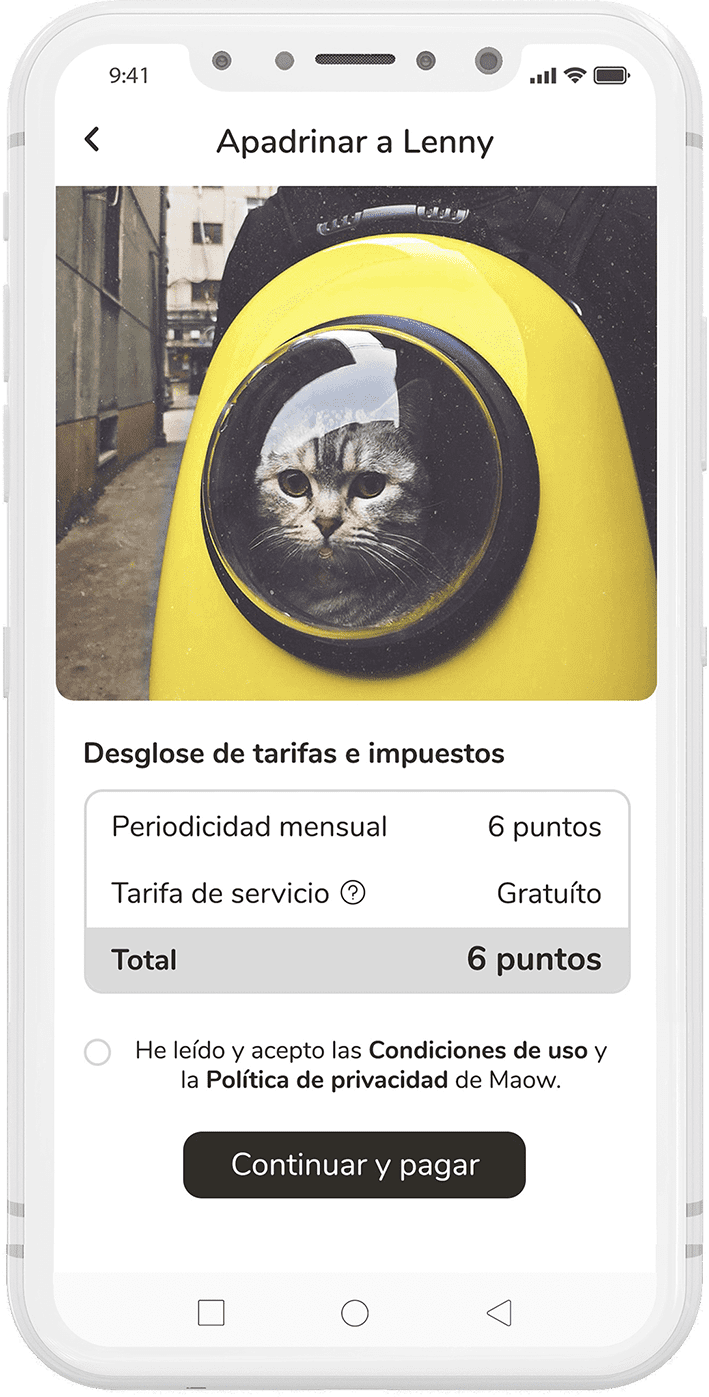 9:41
Apadrinar a Lenny
Desglose de tarifas e impuestos
Periodicidad mensual 6 puntos
Tarifa de servicio ? Gratuíto
Total 6 puntos
He leído y acepto las Condiciones de uso y
la Política de privacidad de Maow.
Continuar y pagar